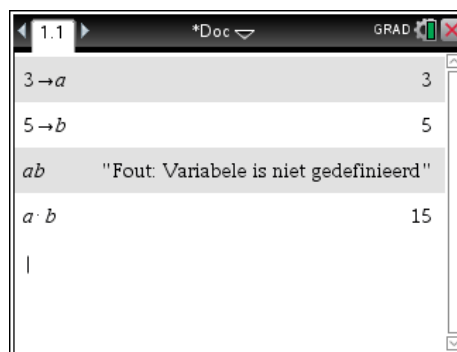 1.1 *Doc GRAD
3→a 3
5→b 5
ab "Fout: Variabele is niet gedefinieerd"
a· b 15